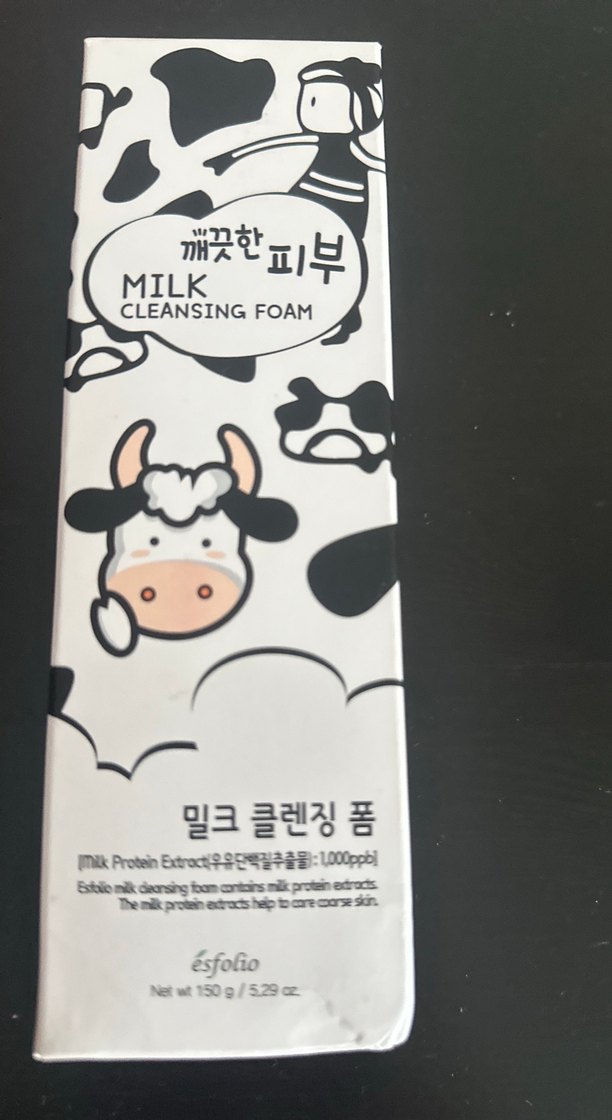 깨끗한 피부
MILK
CLEANSING FOAM
밀크 클렌징 폼
[Milk Protein Extract(우유단백질추출물):1,000ppb]
Esfolio milk cleansing foam contains milk protein extracts.
The milk protein extracts help to care coarse skin.
ésfolio
Net wt 150 g / 5.29 oz.